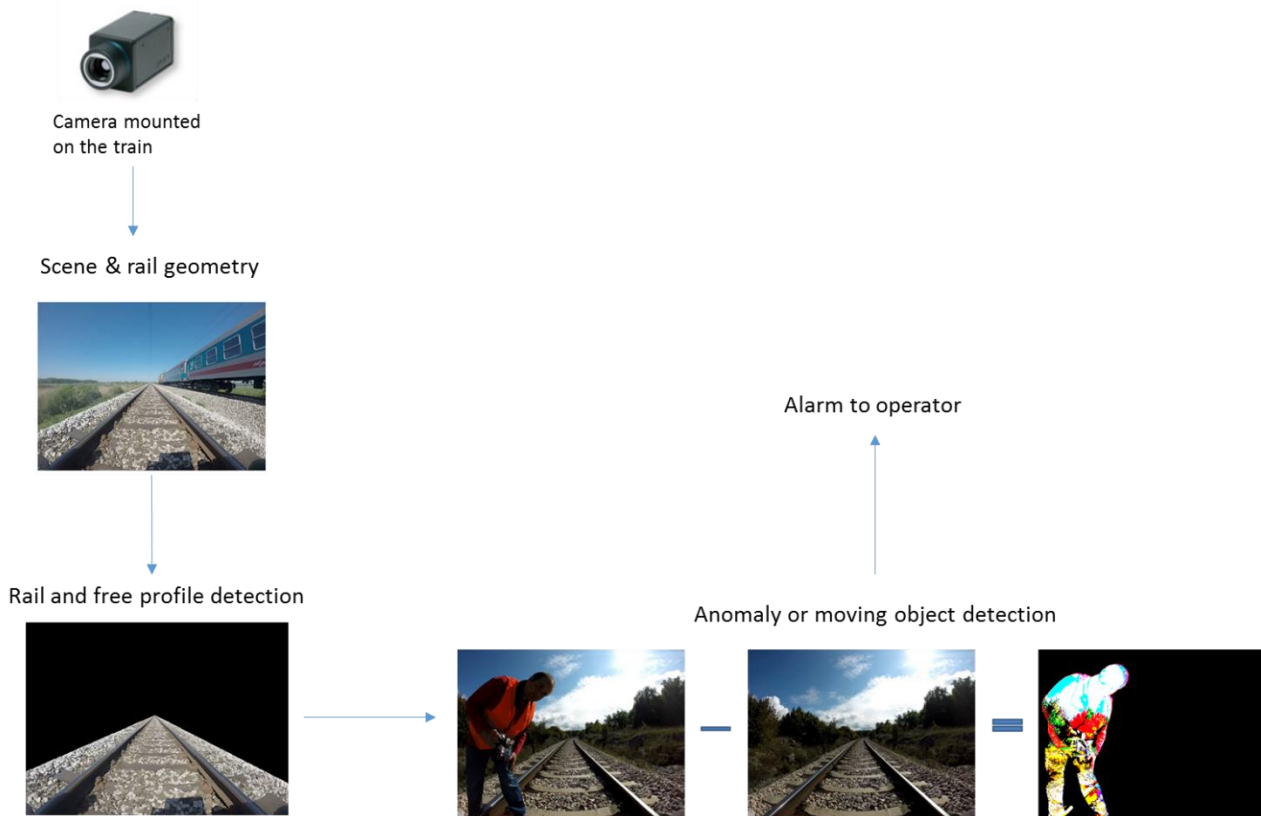 Camera mounted
on the train
Scene & rail geometry
Rail and free profile detection
Alarm to operator
Anomaly or moving object detection